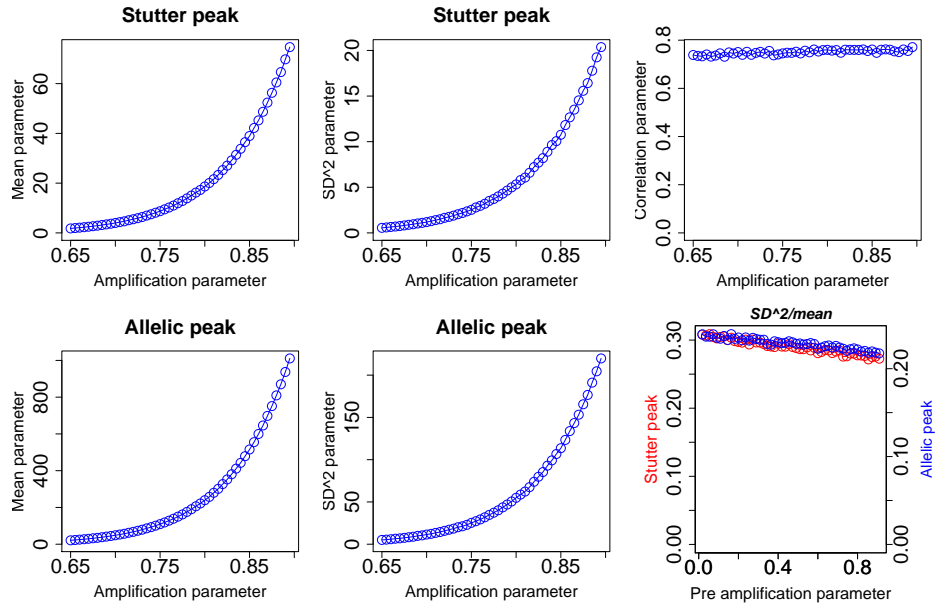 Stutter peak
Mean parameter
0 20 40 60
0.65 0.75 0.85
Amplification parameter
Stutter peak
SD^2 parameter
0 5 10 15 20
0.65 0.75 0.85
Amplification parameter
Correlation parameter
0.0 0.2 0.4 0.6 0.8
0.65 0.75 0.85
Amplification parameter
Allelic peak
Mean parameter
0 400 800
0.65 0.75 0.85
Amplification parameter
Allelic peak
SD^2 parameter
0 50 150
0.65 0.75 0.85
Amplification parameter
SD^2/mean
Stutter peak
0.00 0.10 0.20 0.30
Allelic peak
0.00 0.10 0.20
0.0 0.4 0.8
Pre amplification parameter